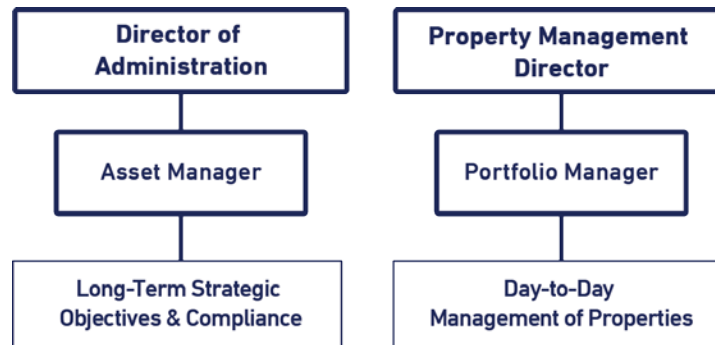 Director of
Administration
Asset Manager
Long-Term Strategic
Objectives & Compliance
Property Management
Director
Portfolio Manager
Day-to-Day
Management of Properties